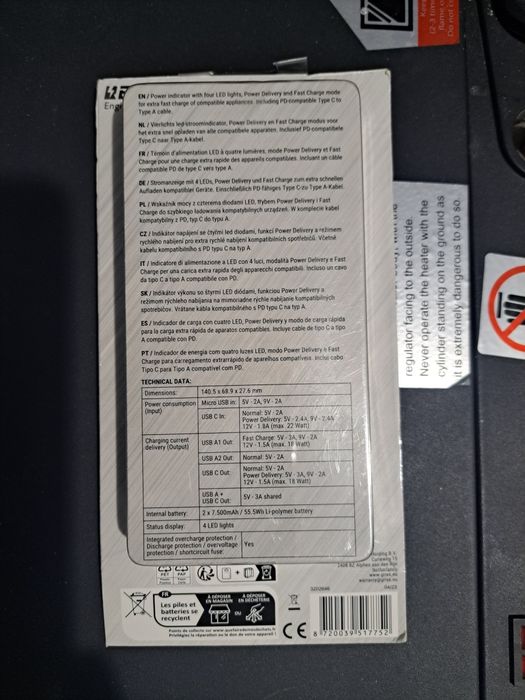 EN / Power indicator with four LED lights, Power Delivery and Fast Charge mode
for extra fast charge of compatible appliances. Including PD-compatible Type C to
Type A cable.
NL / Vierlichts led-stroomindicator, Power Delivery en Fast Charge modus voor
het extra snel opladen van alle compatibele apparaten. Inclusief PD-compatibele
Type C naar Type A-kabel.
FR / Témoin d'alimentation LED à quatre lumières, mode Power Delivery et Fast
Charge pour une charge extra rapide des appareils compatibles. Incluant un câble
compatible PD de type C vers type A.
DE / Stromanzeige mit 4 LEDs, Power Delivery und Fast Charge zum extra schnellen
Aufladen kompatibler Geräte. Einschließlich PD-fähiges Type C zu Type A-Kabel.
PL / Wskaźnik mocy z czterema diodami LED, trybem Power Delivery i Fast
Charge do szybkiego ładowania kompatybilnych urządzeń. W komplecie kabel
kompatybilny z PD, typ C do typu A.
CZ / Indikátor napájení se čtyřmi led diodami, funkcí Power Delivery a režimem
rychlého nabíjení pro extra rychlé nabíjení kompatibilních spotřebičů. Včetně
kabelu kompatibilního s PD typu C na typ A.
IT / Indicatore di alimentazione a LED con 4 luci, modalità Power Delivery e Fast
Charge per una carica extra rapida degli apparecchi compatibili. Incluso un cavo
da tipo C a tipo A compatibile con PD.
SK / Indikátor výkonu so štyrmi LED diódami, funkciou Power Delivery a
režimom rýchleho nabíjania na mimoriadne rýchle nabíjanie kompatibilných
spotrebičov. Vrátane kábla kompatibilného s PD typu C na typ A.
ES / Indicador de carga con cuatro LED, Power Delivery y modo de carga rápida
para la carga extra rápida de aparatos compatibles. Incluye cable de tipo C a tipo
A compatible con PD.
PT / Indicador de energia com quatro luzes LED, modo Power Delivery e Fast
Charge para carregamento extrarrápido de aparelhos compatíveis. Inclui cabo
Tipo C para Tipo A compatível com PD.
TECHNICAL DATA:
Dimensions: 140.5 x 68.9 x 27.6 mm
Power consumption (Input) Micro USB in: 5V - 2A, 9V - 2A
USB C In: Normal: 5V - 2A
Power Delivery: 5V - 2.4A, 9V - 2.4A
12V - 1.8A (max. 22 Watt)
Charging current delivery (Output) USB A1 Out: Fast Charge: 5V - 3A, 9V - 2A
12V - 1.5A (max. 18 Watt)
USB A2 Out: Normal: 5V - 2A
USB C Out: Normal: 5V - 2A
Power Delivery: 5V - 3A, 9V - 2A
12V - 1.5A (max. 18 Watt)
USB A +
USB C Out: 5V - 3A shared
Internal battery: 2 x 7.500mAh / 55.5Wh Li-polymer battery
Status display: 4 LED lights
Integrated overcharge protection /
Discharge protection / overvoltage
protection / shortcircuit fuse: Yes
PET PAP
FR
Les piles et
batteries se
recyclent
À DÉPOSER
EN MAGASIN
OU
À DÉPOSER
EN DÉCHÈTERIE
CE
8 720039 517752
04/23
regulator facing to the outside.
Never operate the heater with the
cylinder standing on the ground as
it is extremely dangerous to do so.